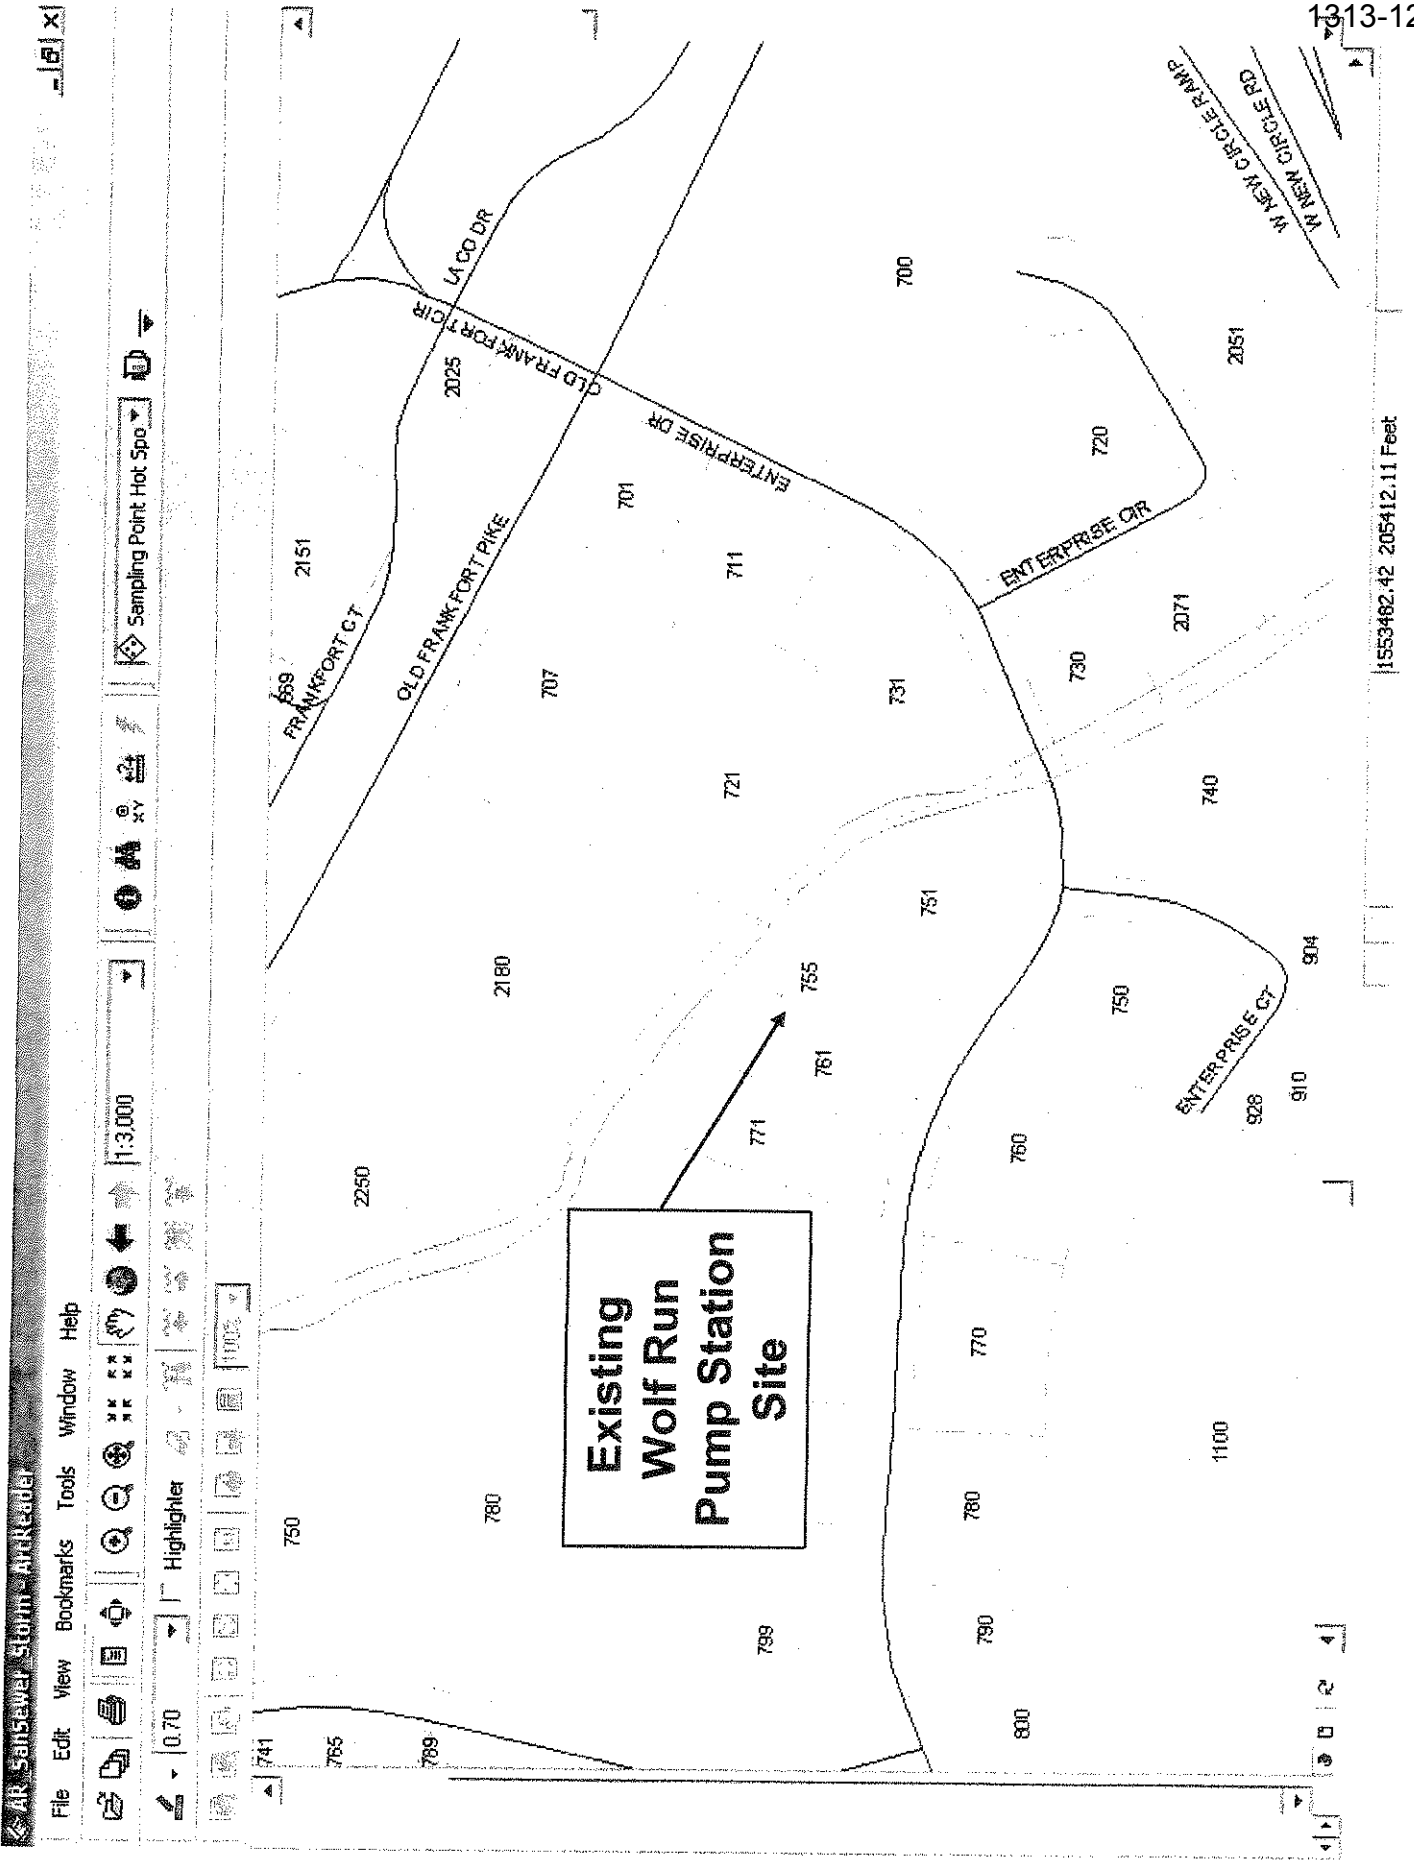 1313-12
AR_Sansewer_Storm - ArcReader
File Edit View Bookmarks Tools Window Help
1:3,000
Sampling Point Hot Spo
0.70
Highlighter
100%
741
765
789
750
2250
669
FRANKFORT CT
2151
2025
LA CO DR
OLD FRANKFORT CIR
OLD FRANKFORT PIKE
780
2180
707
701
ENTERPRISE DR
Existing
Wolf Run
Pump Station
Site
771
761
755
721
711
799
751
731
700
790
780
770
760
750
730
720
ENTERPRISE CIR
800
1100
928
910
904
ENTERPRISE CT
740
2071
2051
W NEW CIRCLE RAMP
W NEW CIRCLE RD
1553482.42 205412.11 Feet